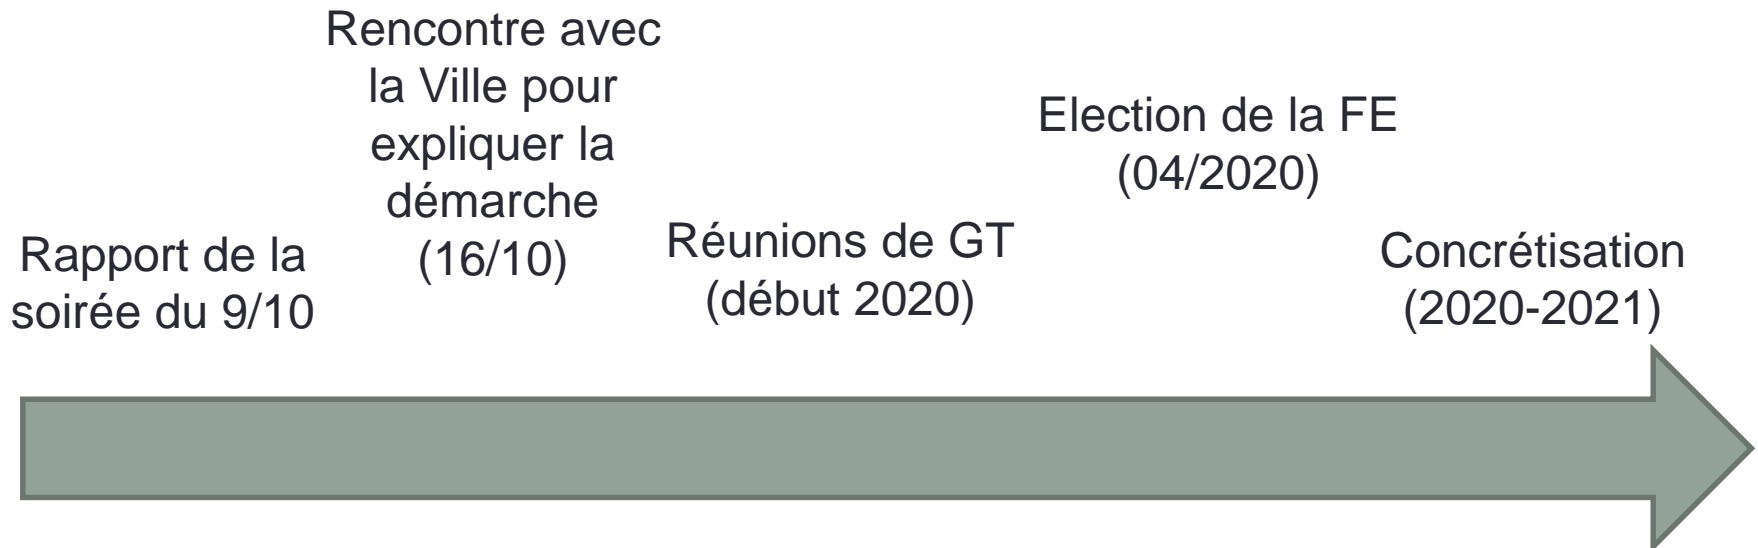 Rapport de la
soirée du 9/10
Rencontre avec
la Ville pour
expliquer la
démarche
(16/10)
Réunions de GT
(début 2020)
Election de la FE
(04/2020)
Concrétisation
(2020-2021)